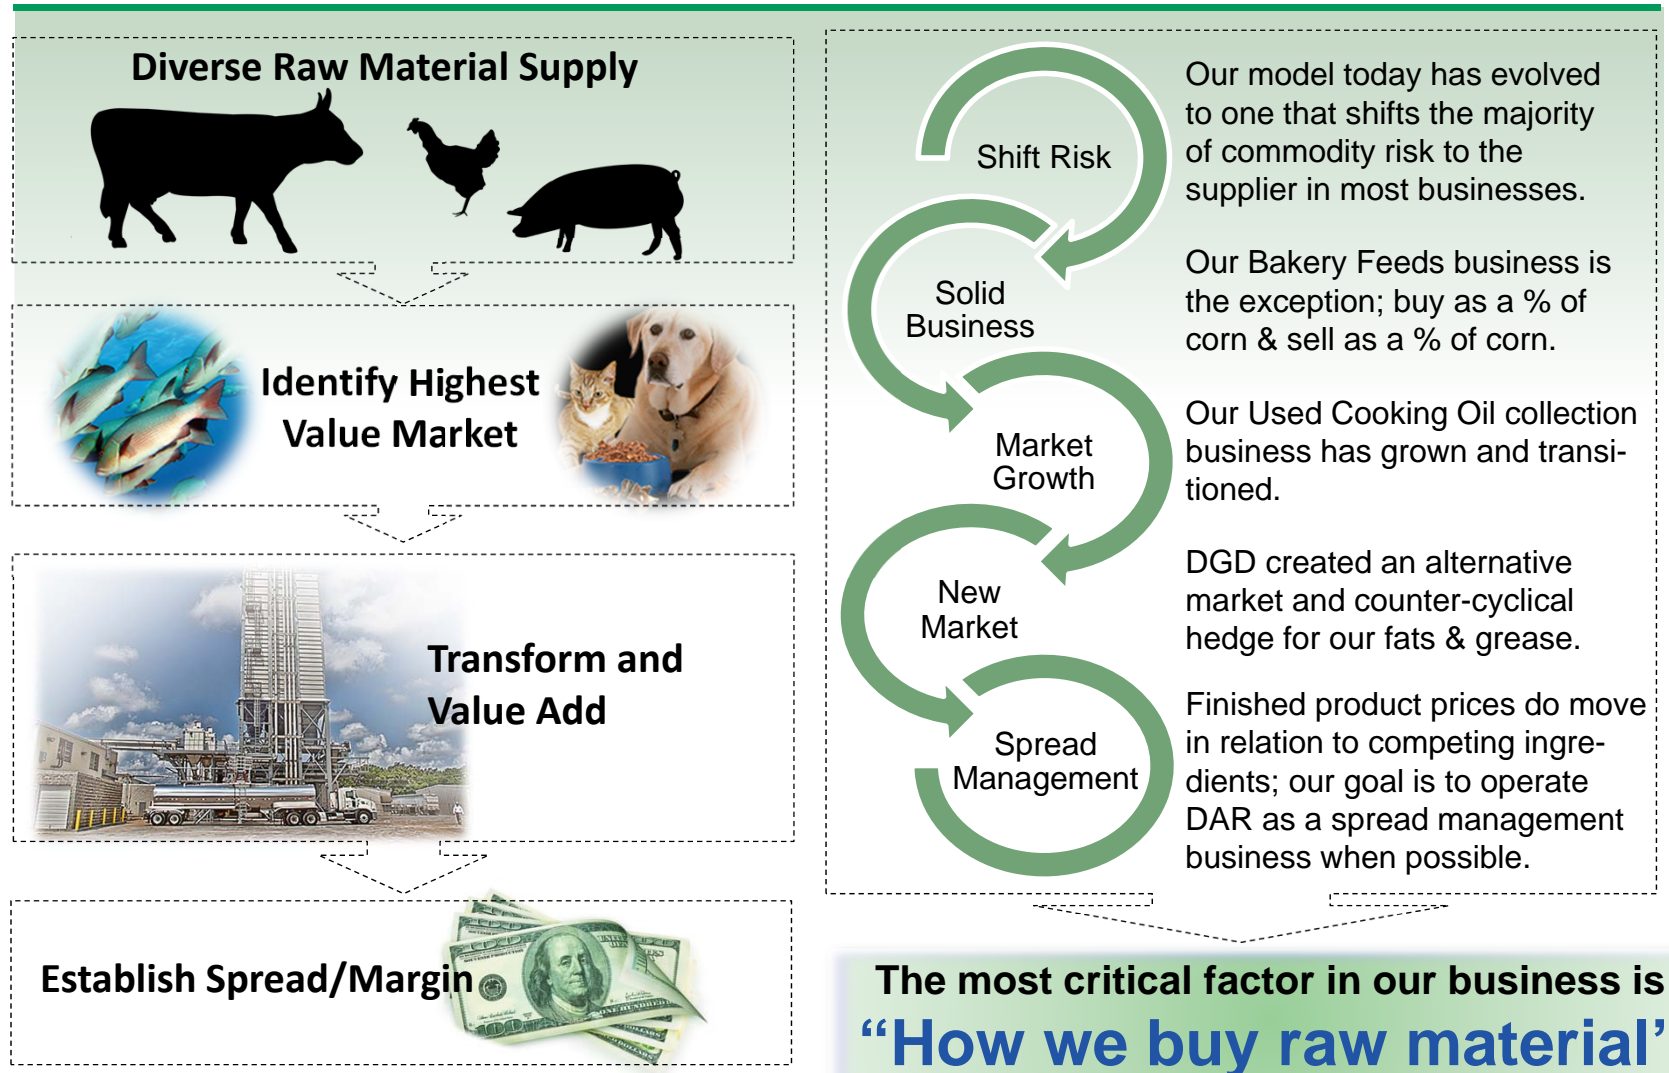 Diverse Raw Material Supply
Identify Highest
Value Market
Transform and
Value Add
Establish Spread/Margin
Shift Risk
Our model today has evolved
to one that shifts the majority
of commodity risk to the
supplier in most businesses.
Solid
Business
Our Bakery Feeds business is
the exception; buy as a % of
corn & sell as a % of corn.
Market
Growth
Our Used Cooking Oil collection
business has grown and transi-
tioned.
New
Market
DGD created an alternative
market and counter-cyclical
hedge for our fats & grease.
Spread
Management
Finished product prices do move
in relation to competing ingre-
dients; our goal is to operate
DAR as a spread management
business when possible.
The most critical factor in our business is
“How we buy raw material’